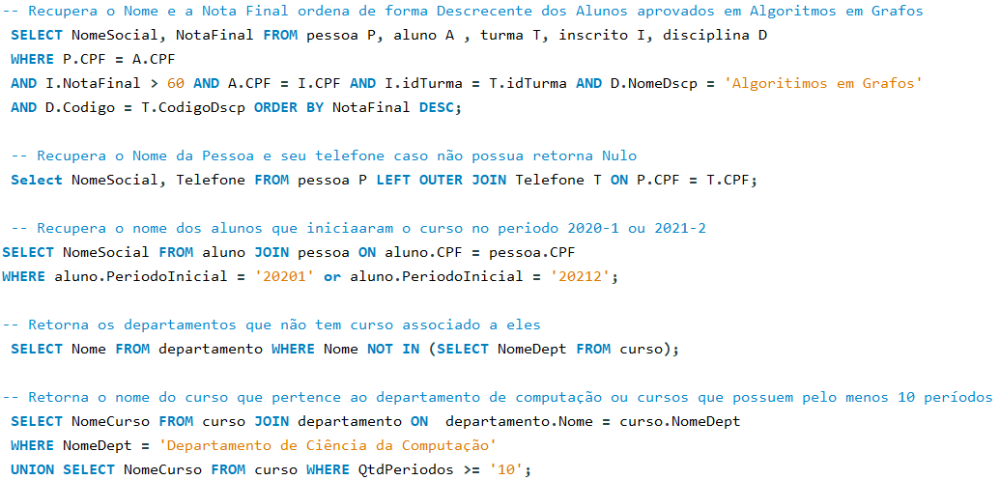 -- Recupera o Nome e a Nota Final ordena de forma Descrecente dos Alunos aprovados em Algoritmos em Grafos
SELECT NomeSocial, NotaFinal FROM pessoa P, aluno A , turma T, inscrito I, disciplina D
WHERE P.CPF = A.CPF
AND I.NotaFinal > 60 AND A.CPF = I.CPF AND I.idTurma = T.idTurma AND D.NomeDscp = 'Algoritimos em Grafos'
AND D.Codigo = T.CodigoDscp ORDER BY NotaFinal DESC;
-- Recupera o Nome da Pessoa e seu telefone caso não possua retorna Nulo
Select NomeSocial, Telefone FROM pessoa P LEFT OUTER JOIN Telefone T ON P.CPF = T.CPF;
-- Recupera o nome dos alunos que iniciaaram o curso no periodo 2020-1 ou 2021-2
SELECT NomeSocial FROM aluno JOIN pessoa ON aluno.CPF = pessoa.CPF
WHERE aluno.PeriodoInicial = '20201' or aluno.PeriodoInicial = '20212';
-- Retorna os departamentos que não tem curso associado a eles
SELECT Nome FROM departamento WHERE Nome NOT IN (SELECT NomeDept FROM curso);
-- Retorna o nome do curso que pertence ao departamento de computação ou cursos que possuem pelo menos 10 períodos
SELECT NomeCurso FROM curso JOIN departamento ON  departamento.Nome = curso.NomeDept
WHERE NomeDept = 'Departamento de Ciência da Computação'
UNION SELECT NomeCurso FROM curso WHERE QtdPeriodos >= '10';